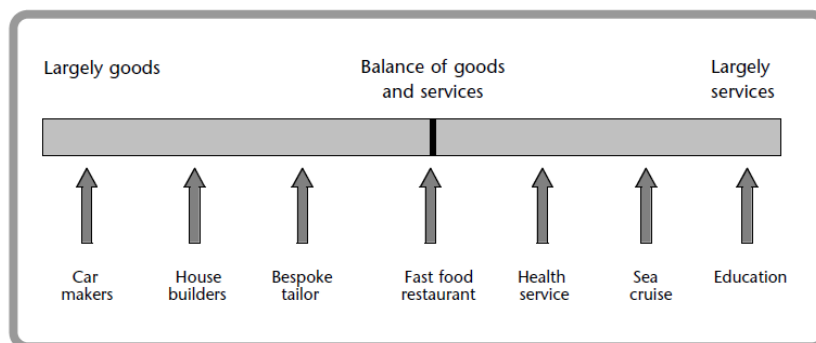 Largely goods
Balance of goods
and services
Largely
services
Car
makers
House
builders
Bespoke
tailor
Fast food
restaurant
Health
service
Sea
cruise
Education